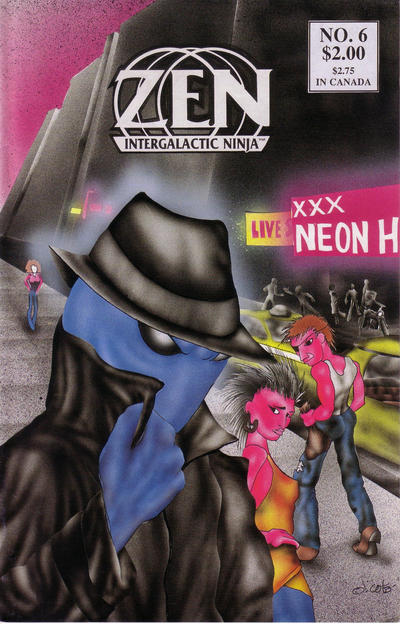 NO. 6
$2.00
$2.75
IN CANADA
ZEN
INTERGALACTIC NINJA™
XXX
LIVE
NEON H